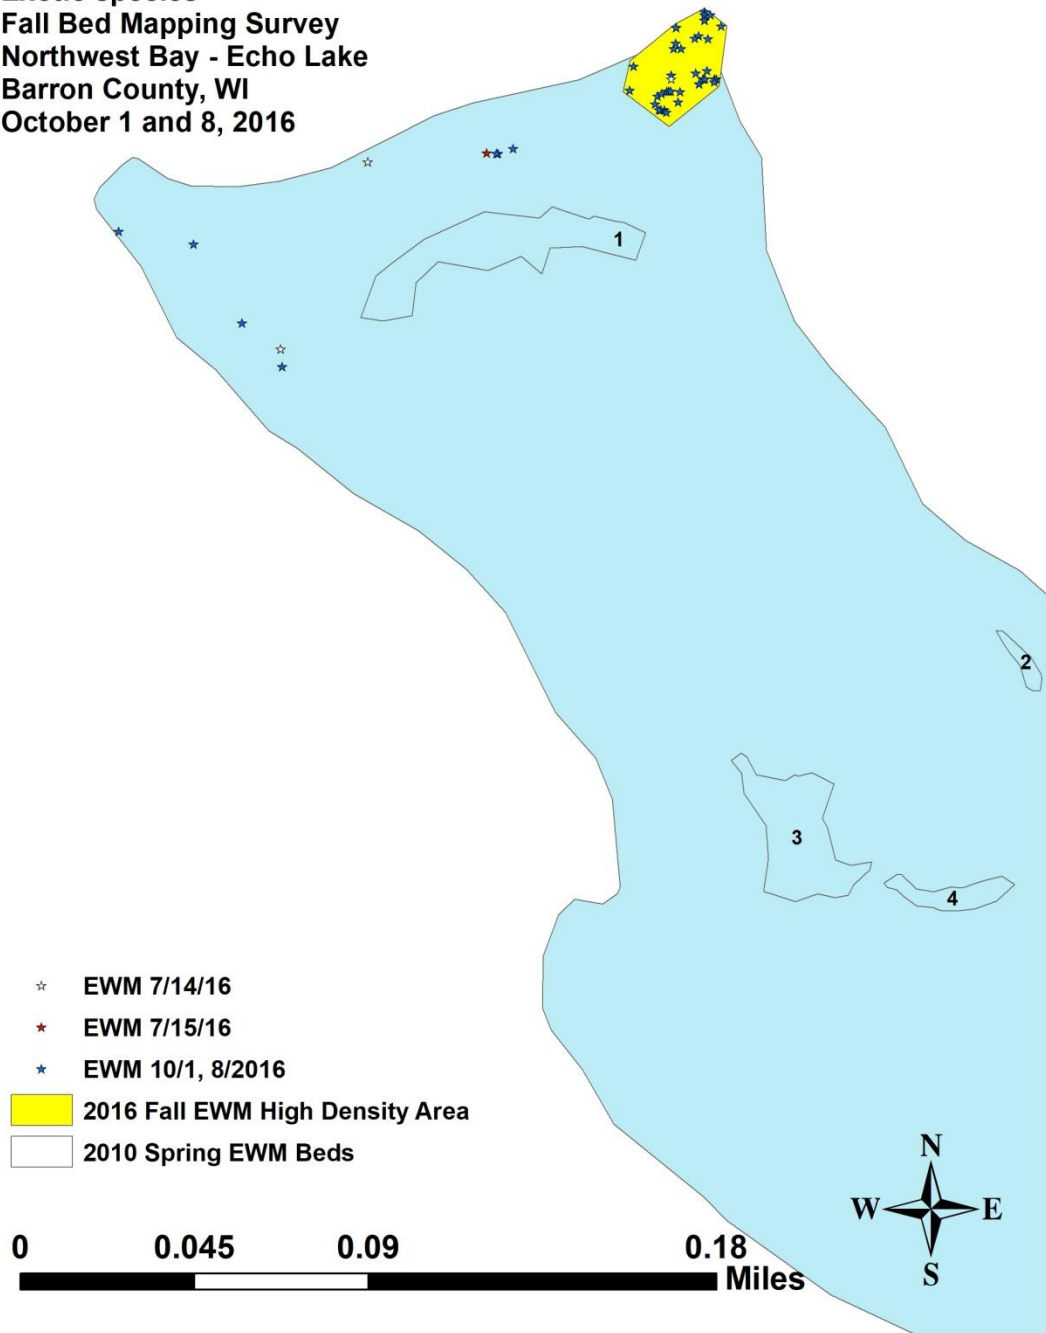 Exotic Species
Fall Bed Mapping Survey
Northwest Bay - Echo Lake
Barron County, WI
October 1 and 8, 2016
1
2
3
4
EWM 7/14/16
EWM 7/15/16
EWM 10/1, 8/2016
2016 Fall EWM High Density Area
2010 Spring EWM Beds
N
W E
S
0 0.045 0.09 0.18
Miles